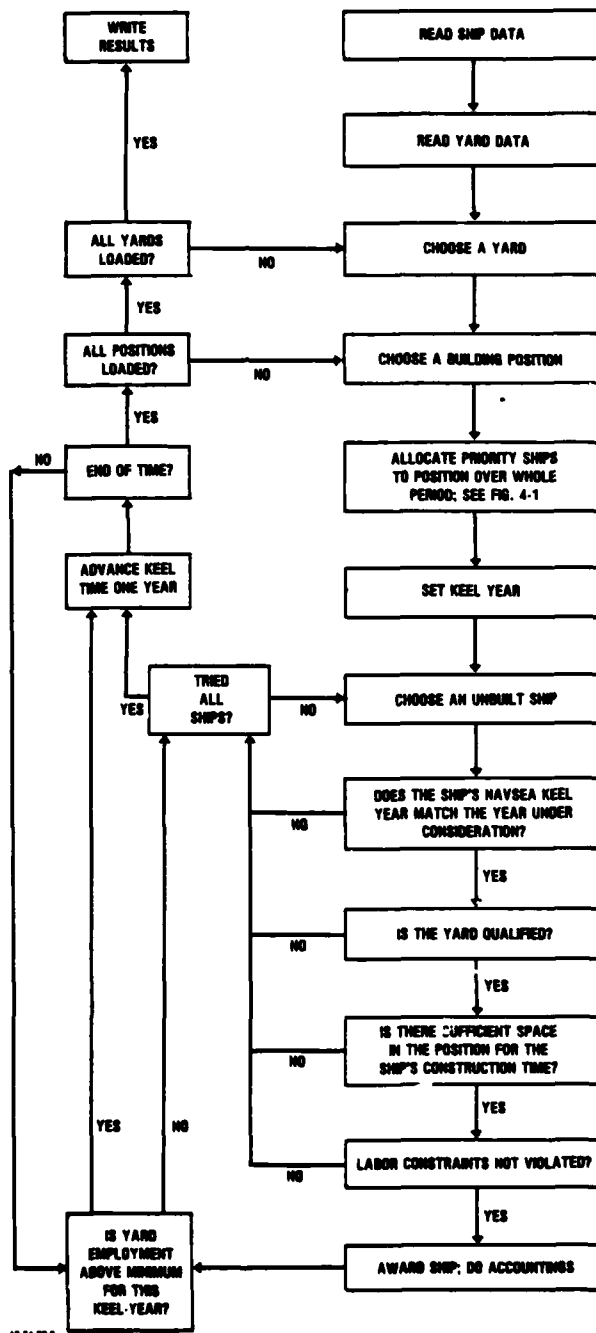 WRITE
RESULTS
READ SHIP DATA
YES
READ YARD DATA
ALL YARDS
LOADED?
NO
CHOOSE A YARD
YES
ALL POSITIONS
LOADED?
NO
CHOOSE A BUILDING POSITION
YES
NO
END OF TIME?
ALLOCATE PRIORITY SHIPS
TO POSITION OVER WHOLE
PERIOD; SEE FIG. 4-1
ADVANCE KEEL
TIME ONE YEAR
SET KEEL YEAR
YES
TRIED
ALL
SHIPS?
NO
CHOOSE AN UNBUILT SHIP
DOES THE SHIP'S NAVSEA KEEL
YEAR MATCH THE YEAR UNDER
CONSIDERATION?
NO
YES
IS THE YARD QUALIFIED?
NO
YES
IS THERE SUFFICIENT SPACE
IN THE POSITION FOR THE
SHIP'S CONSTRUCTION TIME?
NO
YES
YES
NO
LABOR CONSTRAINTS NOT VIOLATED?
NO
YES
IS YARD
EMPLOYMENT
ABOVE MINIMUM
FOR THIS
KEEL-YEAR?
AWARD SHIP; DO ACCOUNTINGS